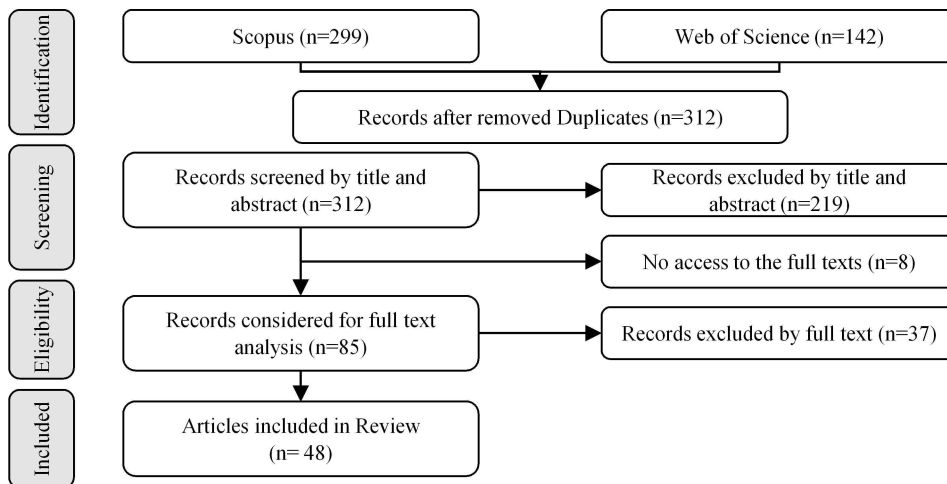 Identification
Scopus (n=299)
Web of Science (n=142)
Records after removed Duplicates (n=312)
Screening
Records screened by title and
abstract (n=312)
Records excluded by title and
abstract (n=219)
No access to the full texts (n=8)
Eligibility
Records considered for full text
analysis (n=85)
Records excluded by full text (n=37)
Included
Articles included in Review
(n= 48)